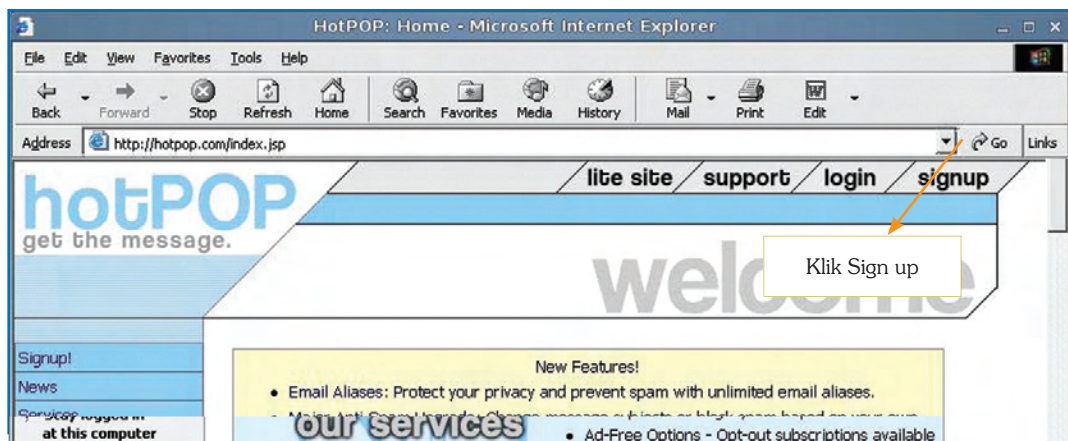 HotPOP: Home - Microsoft Internet Explorer
File Edit View Favorites Tools Help
Back Forward Stop Refresh Home Search Favorites Media History Mail Print Edit
Address http://hotpop.com/index.jsp Go Links
lite site support login signup
hotPOP
get the message.
Klik Sign up
Signup!
New Features!
News
• Email Aliases: Protect your privacy and prevent spam with unlimited email aliases.
at this computer
our services
• Ad-Free Options - Opt-out subscriptions available